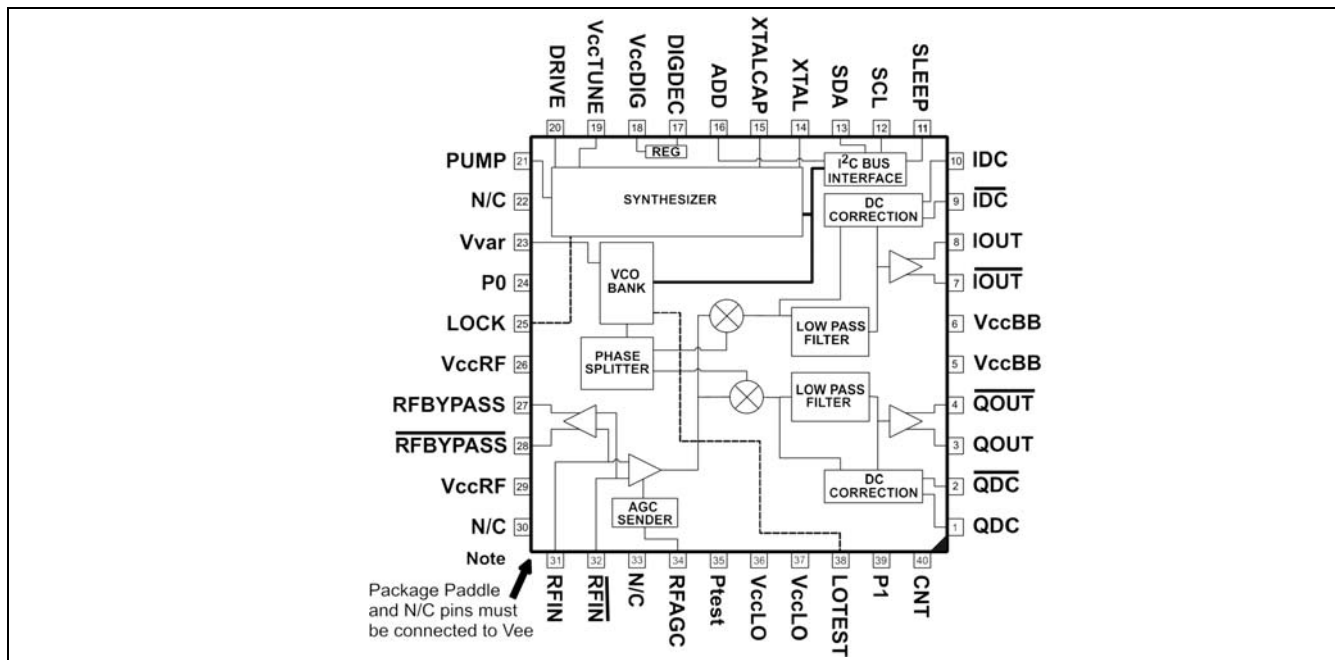 DRIVE
VccTUNE
VccDIG
DIGDEC
ADD
XTALCAP
XTAL
SDA
SCL
SLEEP
20
19
18
17
16
15
14
13
12
11
PUMP
21
N/C
22
Vvar
23
P0
24
LOCK
25
VccRF
26
RFBYPASS
27
RFBYPASS
28
VccRF
29
N/C
30
REG
SYNTHESIZER
I2C BUS
INTERFACE
DC
CORRECTION
VCO
BANK
LOW PASS
FILTER
PHASE
SPLITTER
LOW PASS
FILTER
DC
CORRECTION
AGC
SENDER
10
IDC
9
IDC
8
IOUT
7
IOUT
6
VccBB
5
VccBB
4
QOUT
3
QOUT
2
QDC
1
QDC
31
32
33
34
35
36
37
38
39
40
RFIN
RFIN
N/C
RFAGC
Ptest
VccLO
VccLO
LOTEST
P1
CNT
Note
Package Paddle
and N/C pins must
be connected to Vee